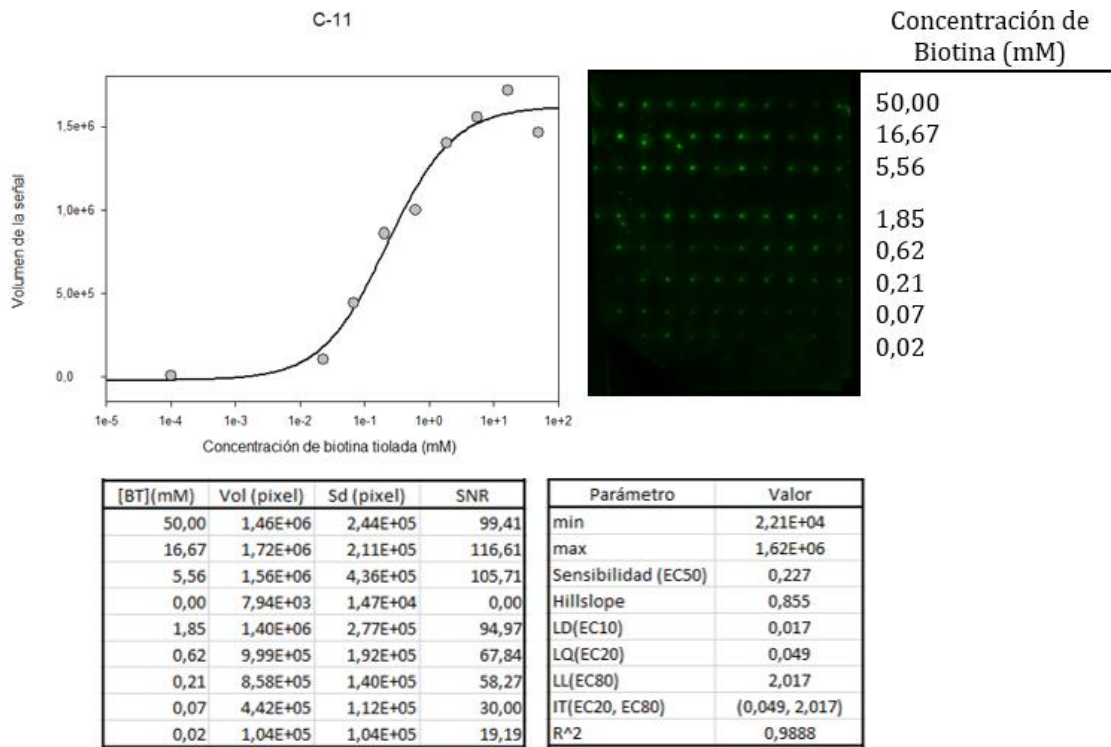 C-11
Concentración de
Biotina (mM)
50,00
16,67
5,56
1,85
0,62
0,21
0,07
0,02
Volumen de la señal
1,5e+6
1,0e+6
5,0e+5
0,0
1e-5 1e-4 1e-3 1e-2 1e-1 1e+0 1e+1 1e+2
Concentración de biotina tiolada (mM)
[BT](mM) Vol (pixel) Sd (pixel) SNR
50,00 1,46E+06 2,44E+05 99,41
16,67 1,72E+06 2,11E+05 116,61
5,56 1,56E+06 4,36E+05 105,71
0,00 7,94E+03 1,47E+04 0,00
1,85 1,40E+06 2,77E+05 94,97
0,62 9,99E+05 1,92E+05 67,84
0,21 8,58E+05 1,40E+05 58,27
0,07 4,42E+05 1,12E+05 30,00
0,02 1,04E+05 1,04E+05 19,19
Parámetro Valor
min 2,21E+04
max 1,62E+06
Sensibilidad (EC50) 0,227
Hillslope 0,855
LD(EC10) 0,017
LQ(EC20) 0,049
LL(EC80) 2,017
IT(EC20, EC80) (0,049, 2,017)
R^2 0,9888